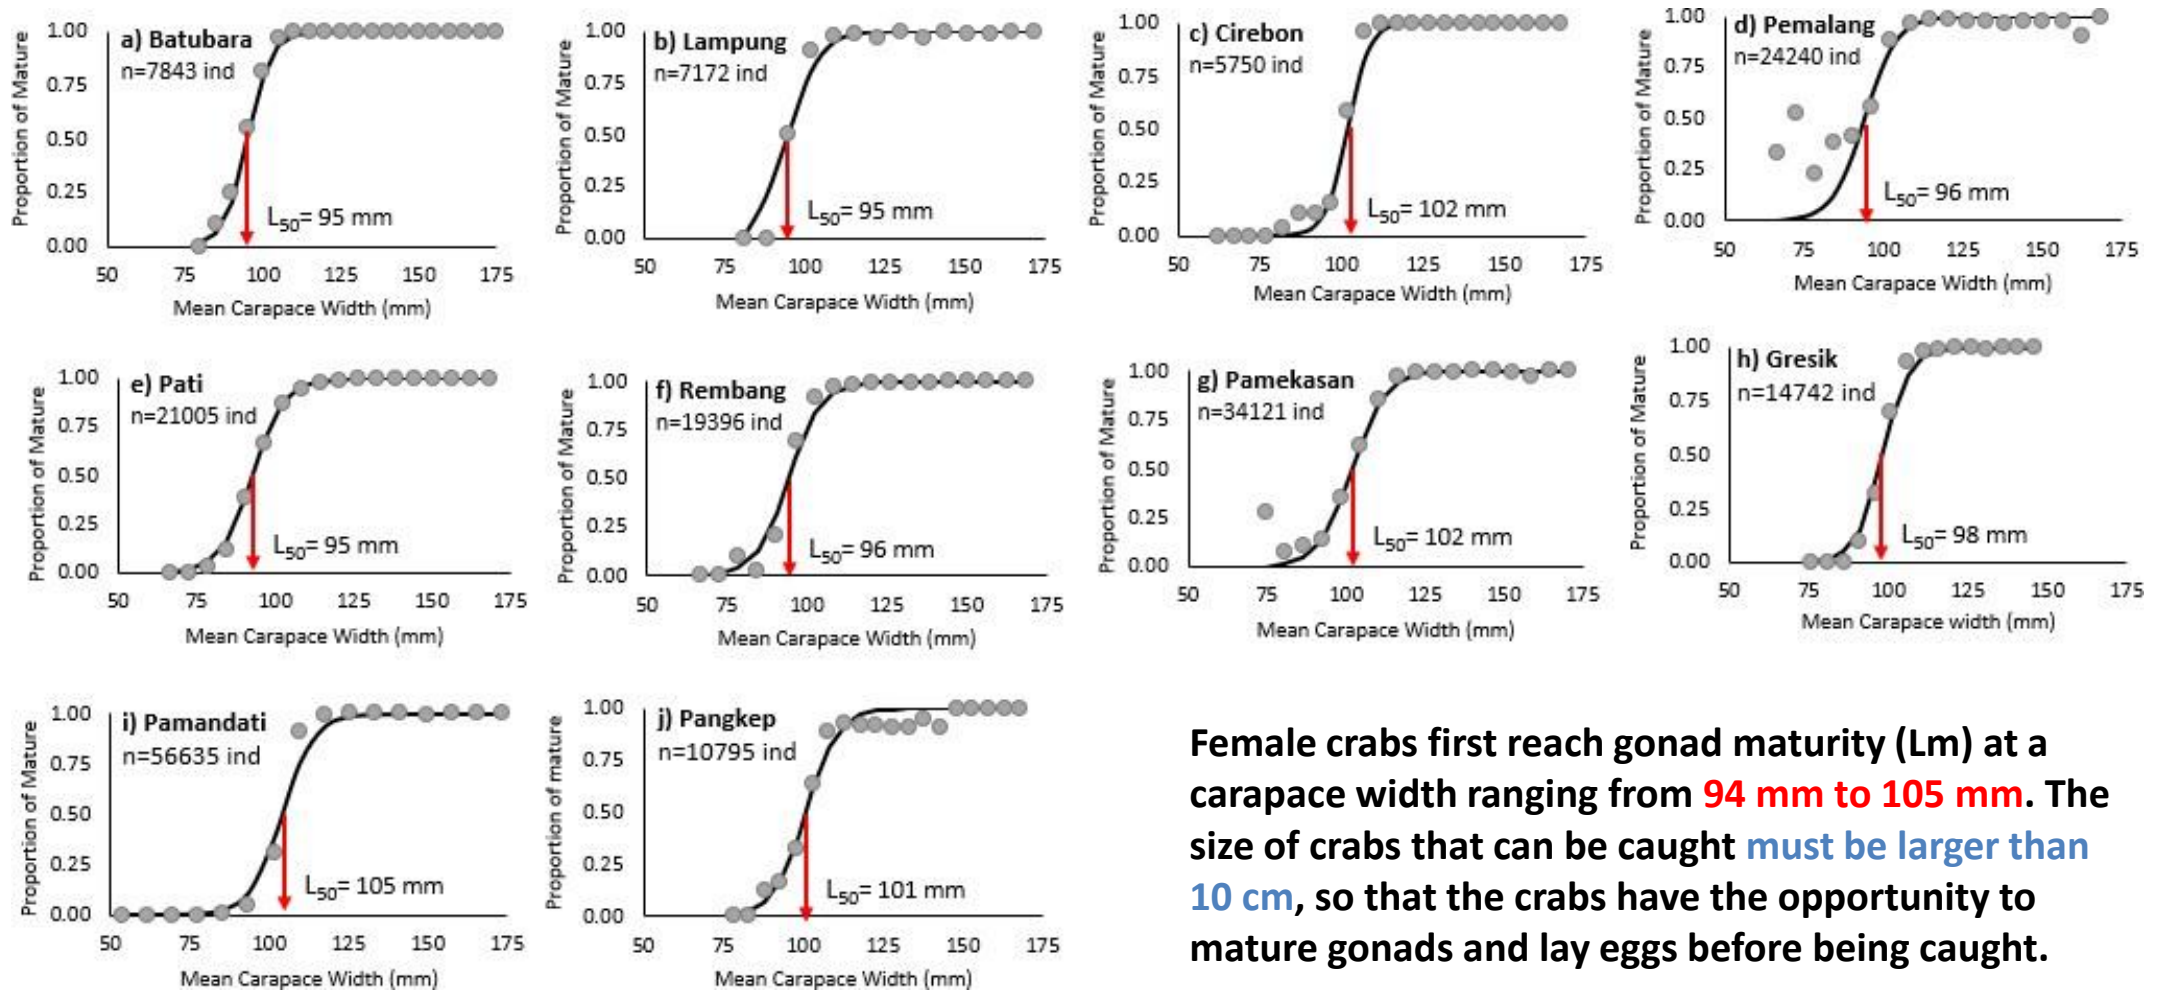 a) Batubara
n=7843 ind
Proportion of Mature
1.00
0.75
0.50
0.25
0.00
L50= 95 mm
50 75 100 125 150 175
Mean Carapace Width (mm)
b) Lampung
n=7172 ind
Proportion of Mature
1.00
0.75
0.50
0.25
0.00
L50= 95 mm
50 75 100 125 150 175
Mean Carapace Width (mm)
c) Cirebon
n=5750 ind
Proportion of Mature
1.00
0.75
0.50
0.25
0.00
L50= 102 mm
50 75 100 125 150 175
Mean Carapace Width (mm)
d) Pemalang
n=24240 ind
Proportion of Mature
1.00
0.75
0.50
0.25
0.00
L50= 96 mm
50 75 100 125 150 175
Mean Carapace Width (mm)
e) Pati
n=21005 ind
Proportion of Mature
1.00
0.75
0.50
0.25
0.00
L50= 95 mm
50 75 100 125 150 175
Mean Carapace Width (mm)
f) Rembang
n=19396 ind
Proportion of Mature
1.00
0.75
0.50
0.25
0.00
L50= 96 mm
50 75 100 125 150 175
Mean Carapace Width (mm)
g) Pamekasan
n=34121 ind
Proportion of Mature
1.00
0.75
0.50
0.25
0.00
L50= 102 mm
50 75 100 125 150 175
Mean Carapace Width (mm)
h) Gresik
n=14742 ind
Proportion of Mature
1.00
0.75
0.50
0.25
0.00
L50= 98 mm
50 75 100 125 150 175
Mean Carapace width (mm)
i) Pamandati
n=56635 ind
Proportion of Mature
1.00
0.75
0.50
0.25
0.00
L50= 105 mm
50 75 100 125 150 175
Mean Carapace Width (mm)
j) Pangkep
n=10795 ind
Proportion of mature
1.00
0.75
0.50
0.25
0.00
L50= 101 mm
50 75 100 125 150 175
Mean Carapace Width (mm)
Female crabs first reach gonad maturity (Lm) at a
carapace width ranging from 94 mm to 105 mm. The
size of crabs that can be caught must be larger than
10 cm, so that the crabs have the opportunity to
mature gonads and lay eggs before being caught.